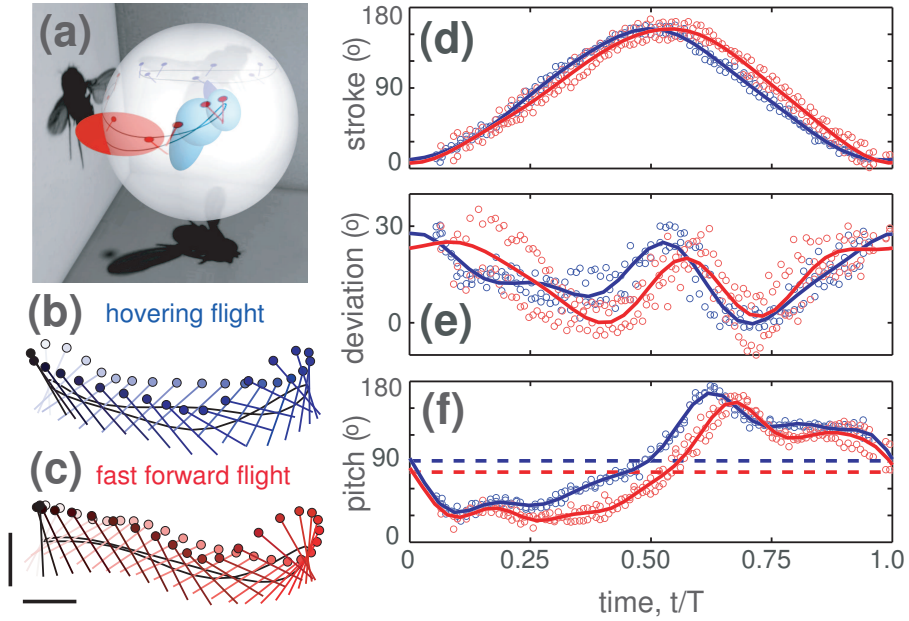 (a)
(b) hovering flight
(c) fast forward flight
(d)
stroke (o)
180
90
0
(e)
deviation (o)
30
0
(f)
pitch (o)
180
90
0
0 0.25 0.50 0.75 1.0
time, t/T